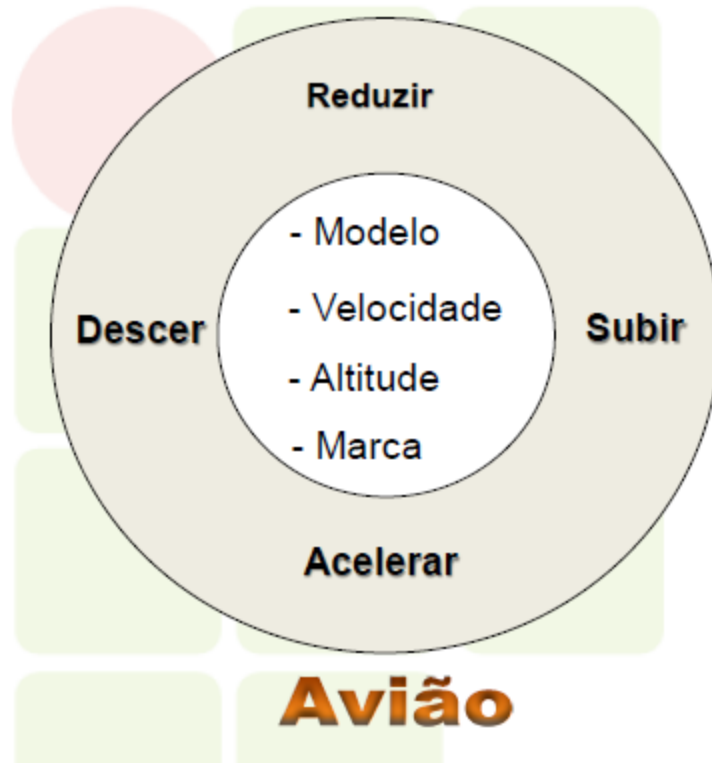 Reduzir
- Modelo
- Velocidade
Descer
Subir
- Altitude
- Marca
Acelerar
Avião